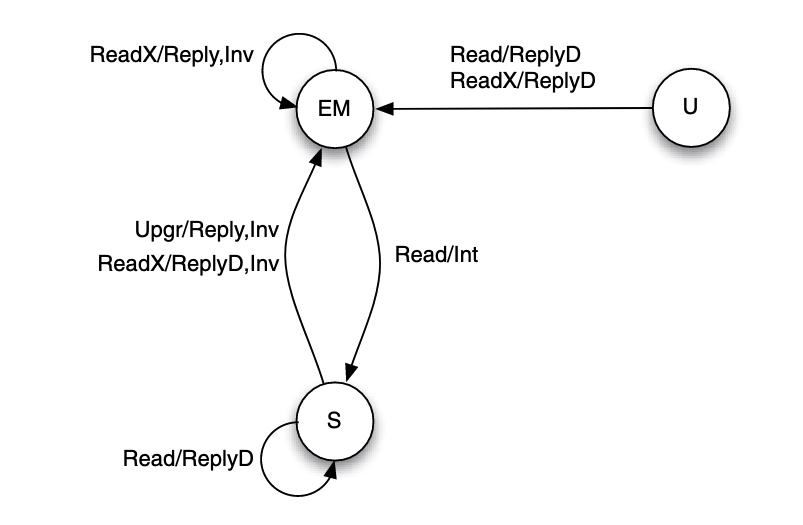 ReadX/Reply,Inv
Read/ReplyD
ReadX/ReplyD
EM
U
Upgr/Reply,Inv
ReadX/ReplyD,Inv
Read/Int
S
Read/ReplyD